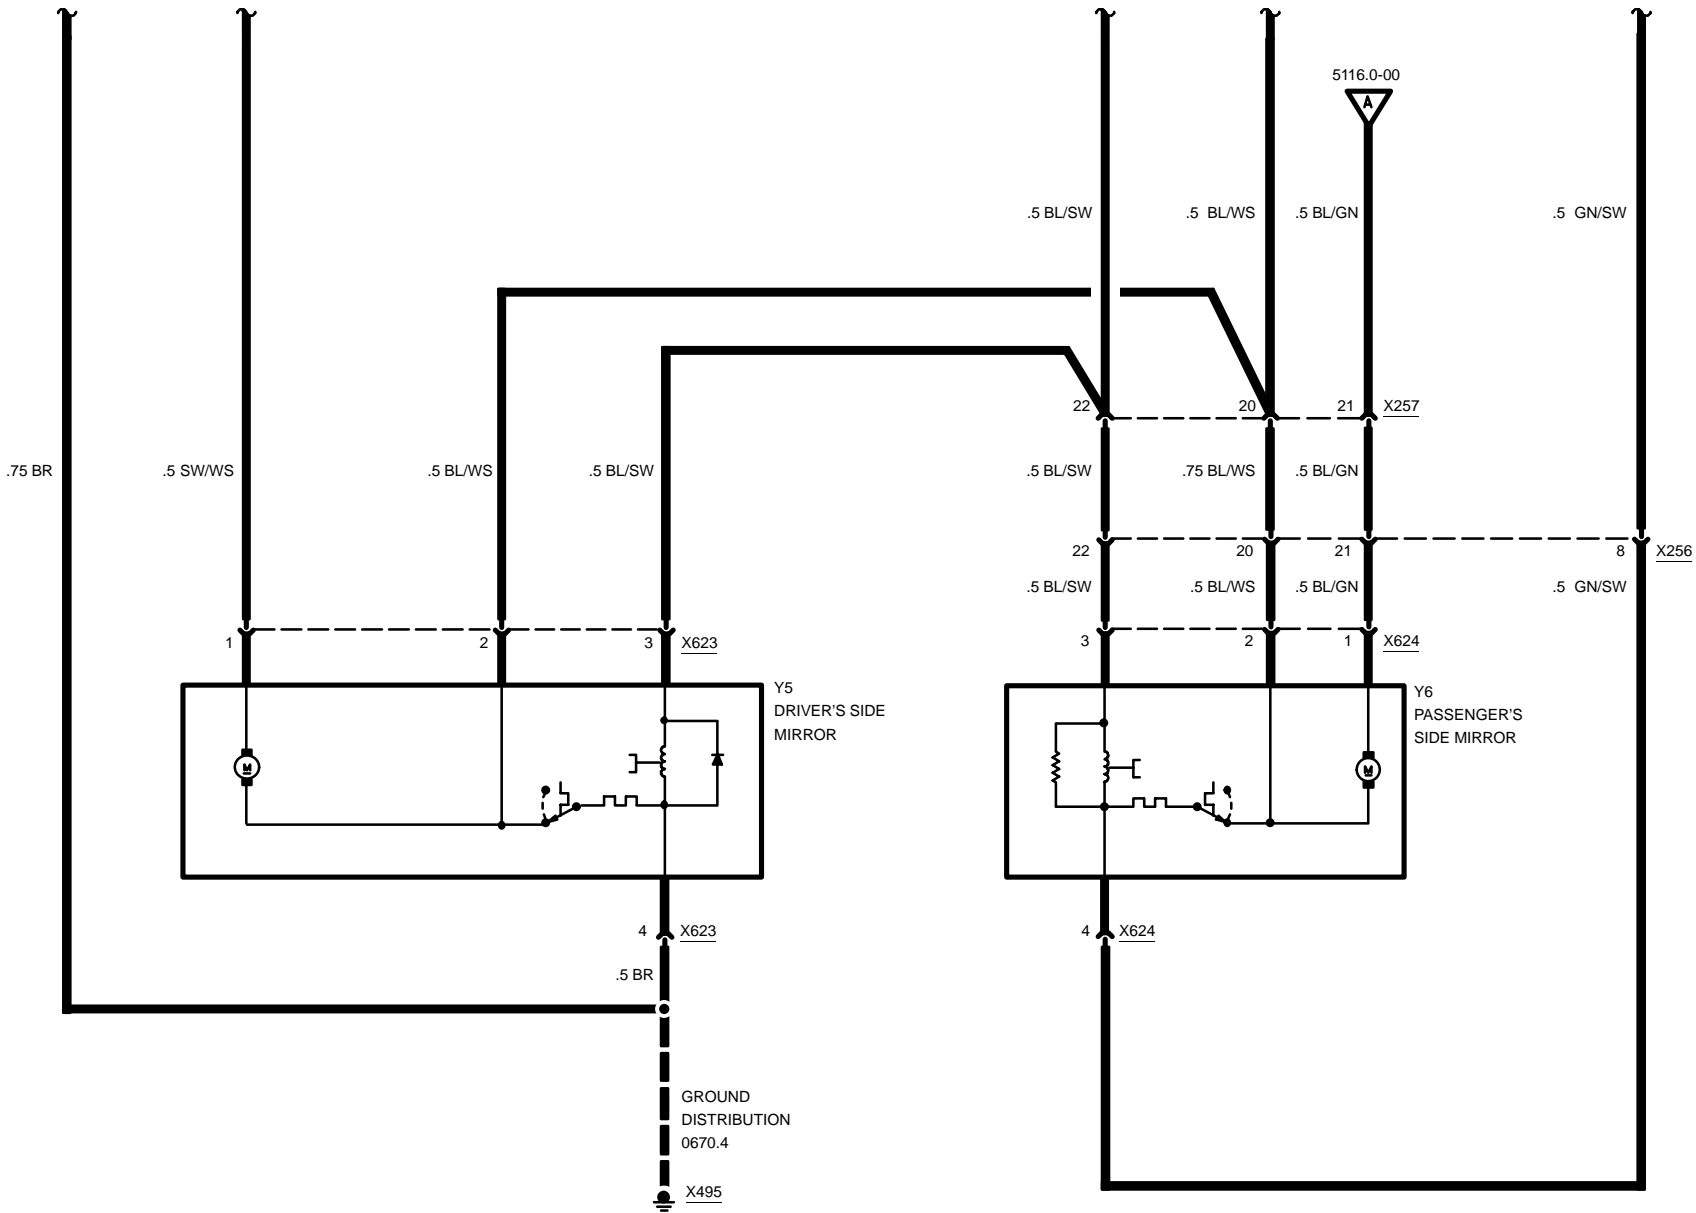 5116.0-00
A
.5 BL/SW
.5 BL/WS
.5 BL/GN
.5 GN/SW
22
20
21
X257
.75 BR
.5 SW/WS
.5 BL/WS
.5 BL/SW
.5 BL/SW
.75 BL/WS
.5 BL/GN
22
20
21
8
X256
.5 BL/SW
.5 BL/WS
.5 BL/GN
.5 GN/SW
1
2
3
X623
3
2
1
X624
Y5
DRIVER'S SIDE
MIRROR
Y6
PASSENGER'S
SIDE MIRROR
M
M
4
X623
4
X624
.5 BR
GROUND
DISTRIBUTION
0670.4
X495